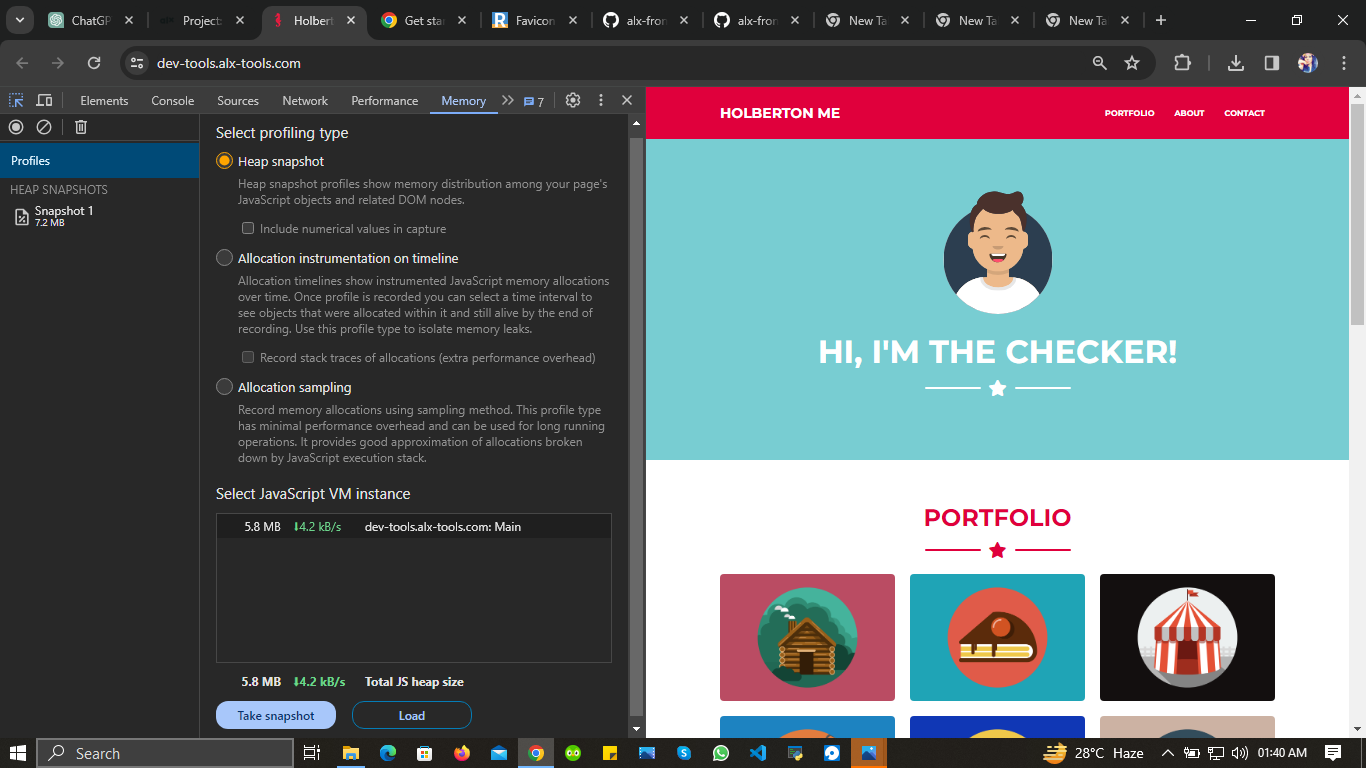 ChatGP
Project:
Holbert
Get sta
Favicon
alx-fron
alx-fron
New Ta
New Ta
New Ta
dev-tools.alx-tools.com
Elements
Console
Sources
Network
Performance
Memory
7
Profiles
HEAP SNAPSHOTS
Snapshot 1
7.2 MB
Select profiling type
Heap snapshot
Heap snapshot profiles show memory distribution among your page's
JavaScript objects and related DOM nodes.
Include numerical values in capture
Allocation instrumentation on timeline
Allocation timelines show instrumented JavaScript memory allocations
over time. Once profile is recorded you can select a time interval to
see objects that were allocated within it and still alive by the end of
recording. Use this profile type to isolate memory leaks.
Record stack traces of allocations (extra performance overhead)
Allocation sampling
Record memory allocations using sampling method. This profile type
has minimal performance overhead and can be used for long running
operations. It provides good approximation of allocations broken
down by JavaScript execution stack.
Select JavaScript VM instance
5.8 MB ⬇4.2 kB/s dev-tools.alx-tools.com: Main
5.8 MB ⬇4.2 kB/s Total JS heap size
Take snapshot
Load
HOLBERTON ME
PORTFOLIO
ABOUT
CONTACT
HI, I'M THE CHECKER!
PORTFOLIO
Search
28°C Haze
01:40 AM